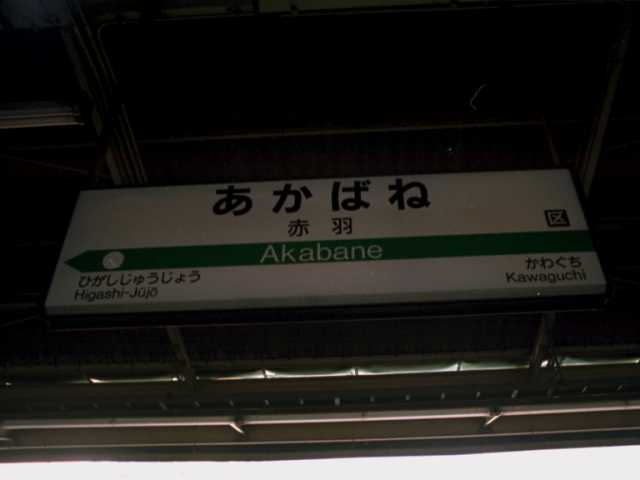 あかばね
赤羽
区
Akabane
ひがしじゅうじょう
Higashi-Jūjō
かわぐち
Kawaguchi